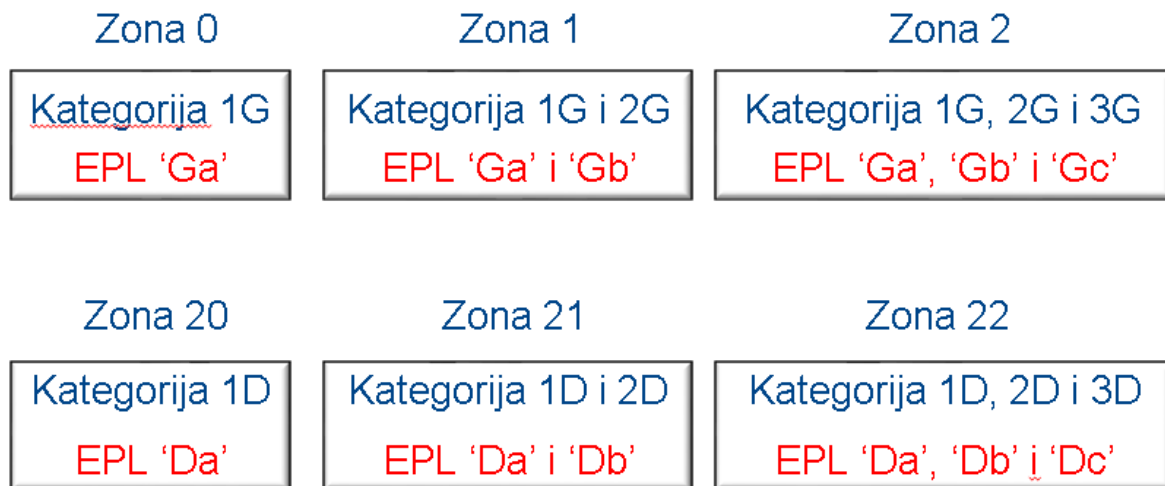 Zona 0
Zona 1
Zona 2
Kategorija 1G
EPL ‘Ga’
Kategorija 1G i 2G
EPL ‘Ga’ i ‘Gb’
Kategorija 1G, 2G i 3G
EPL ‘Ga’, ‘Gb’ i ‘Gc’
Zona 20
Zona 21
Zona 22
Kategorija 1D
EPL ‘Da’
Kategorija 1D i 2D
EPL ‘Da’ i ‘Db’
Kategorija 1D, 2D i 3D
EPL ‘Da’, ‘Db’ i ‘Dc’